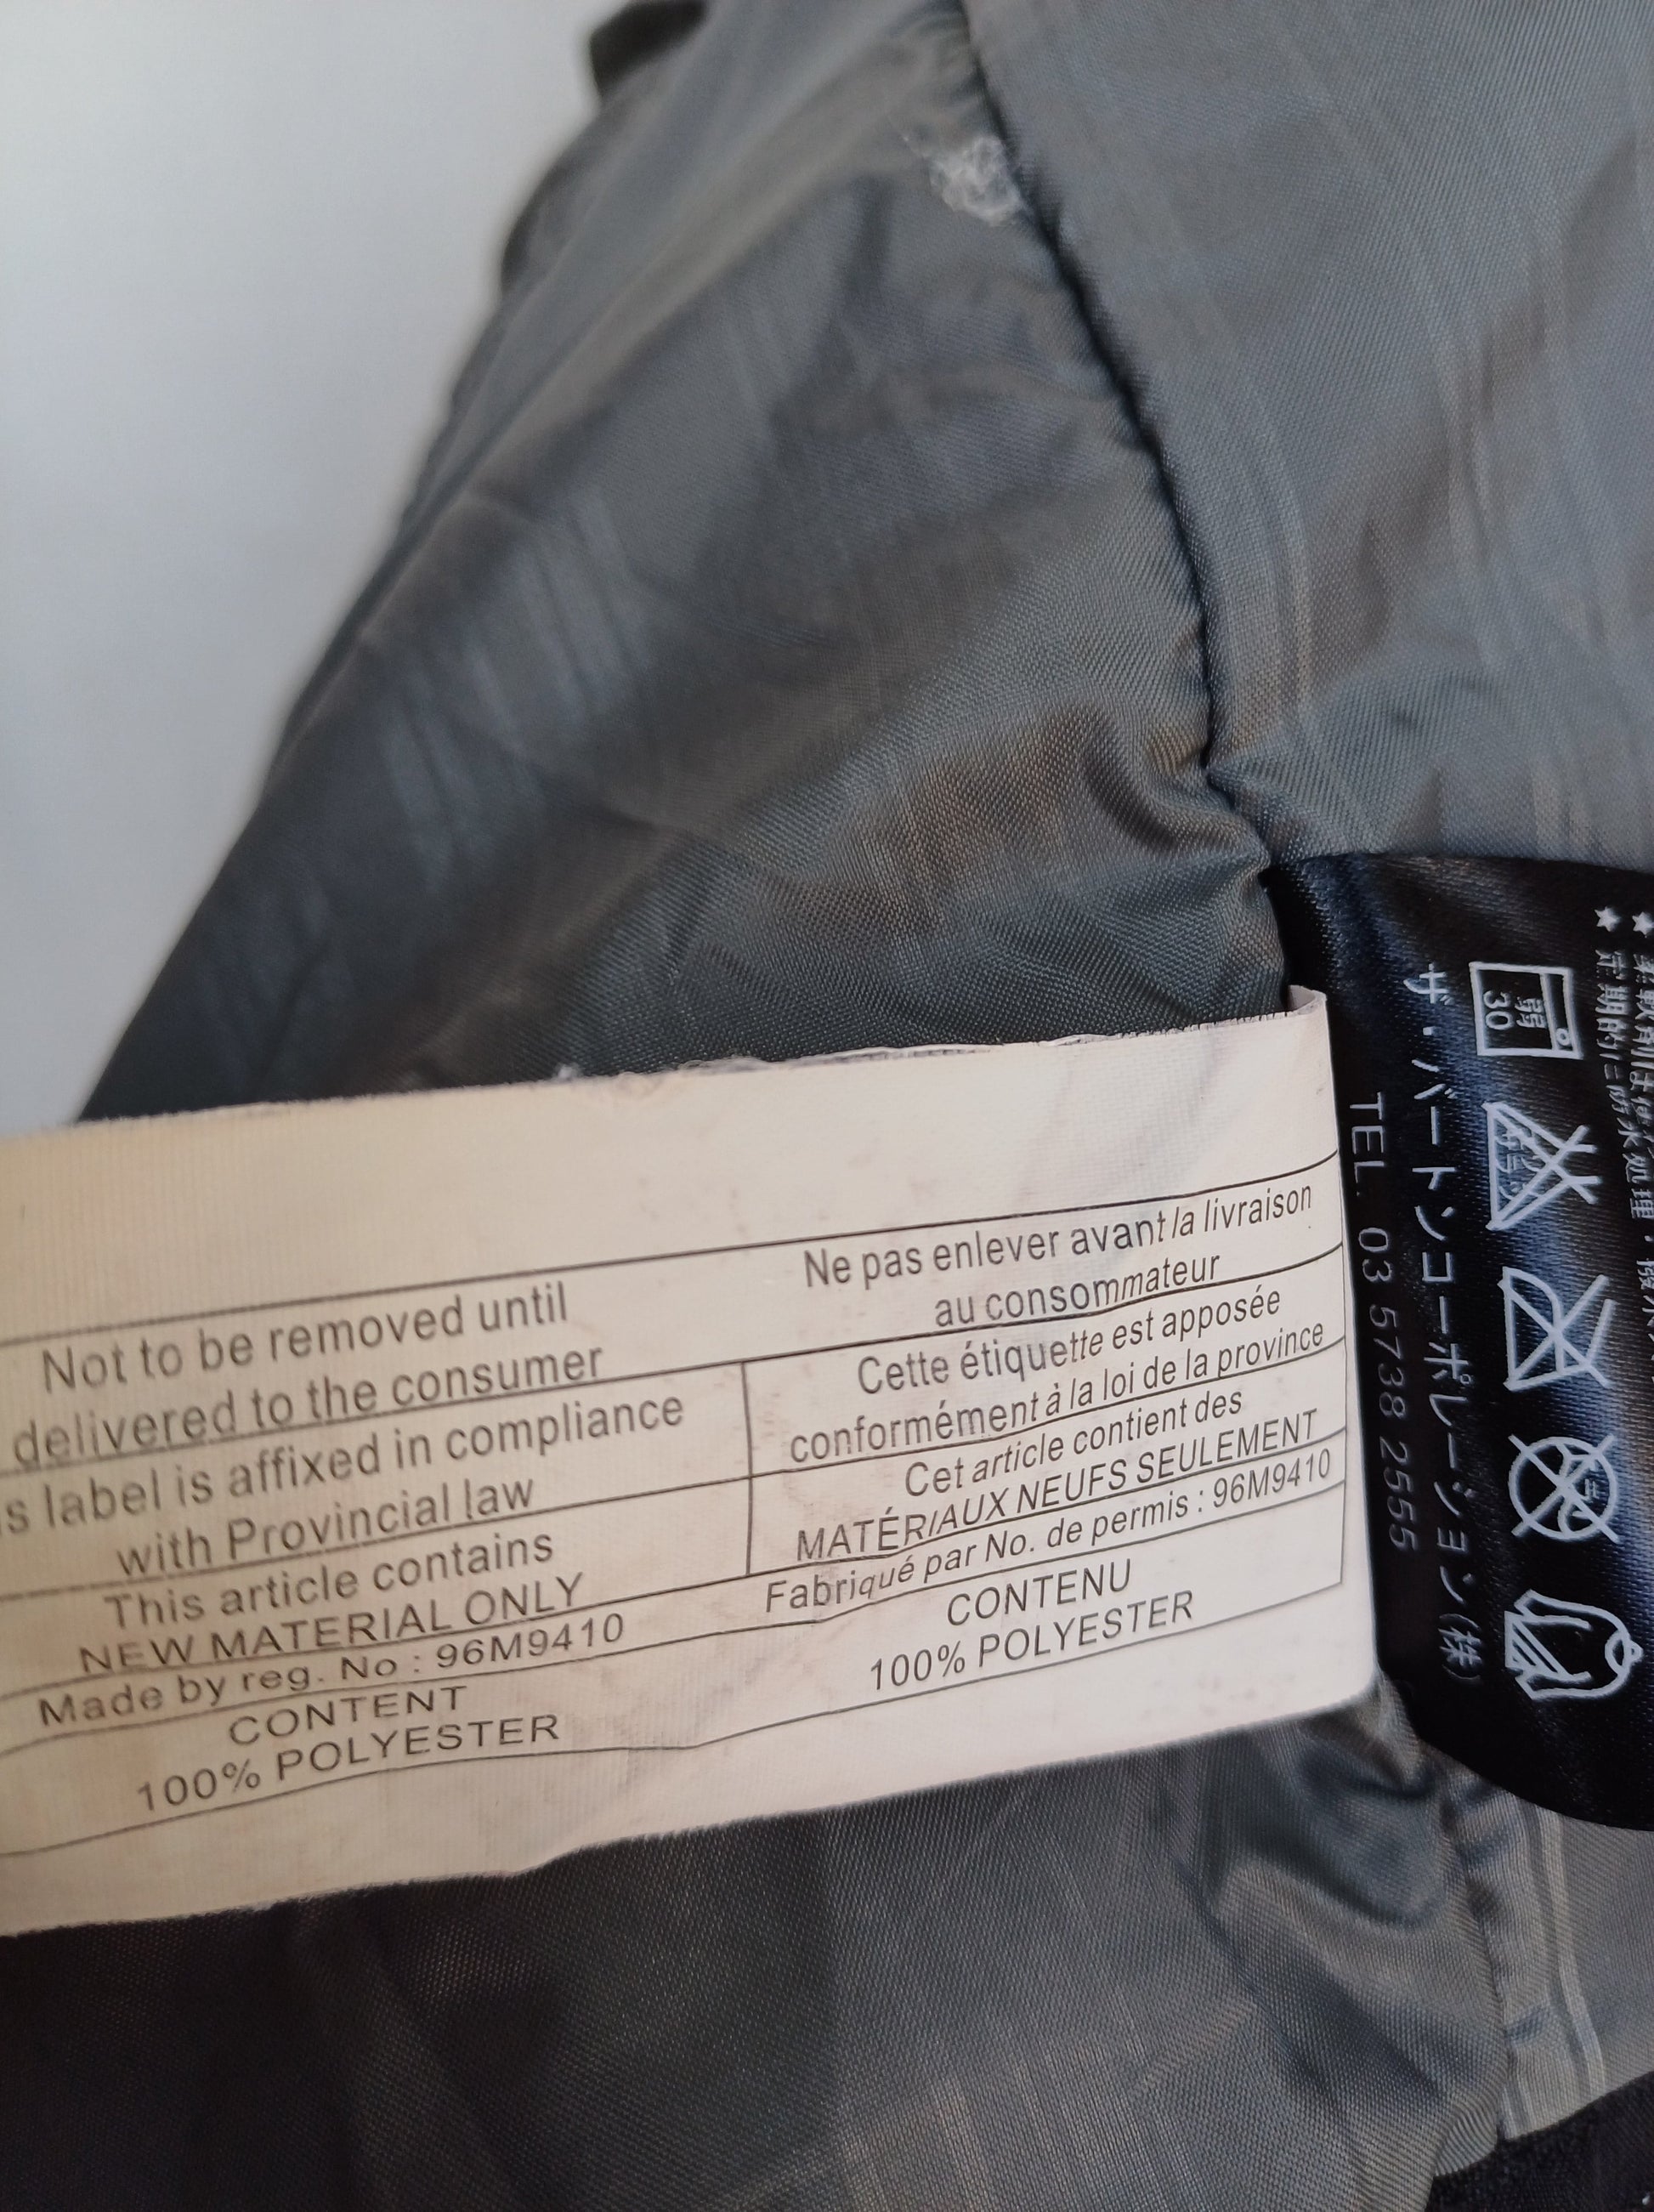 Not to be removed until
delivered to the consumer
label is affixed in compliance
with Provincial law
This article contains
NEW MATERIAL ONLY
Made by reg. No : 96M9410
CONTENT
100% POLYESTER
Ne pas enlever avant la livraison
au consommateur
Cette étiquette est apposée
conformément à la loi de la province
Cet article contient des
MATÉRIAUX NEUFS SEULEMENT
Fabriqué par No. de permis : 96M9410
CONTENU
100% POLYESTER
弱
30
ザ・バートンコーポレーション(株)
TEL. 03 5738 2555